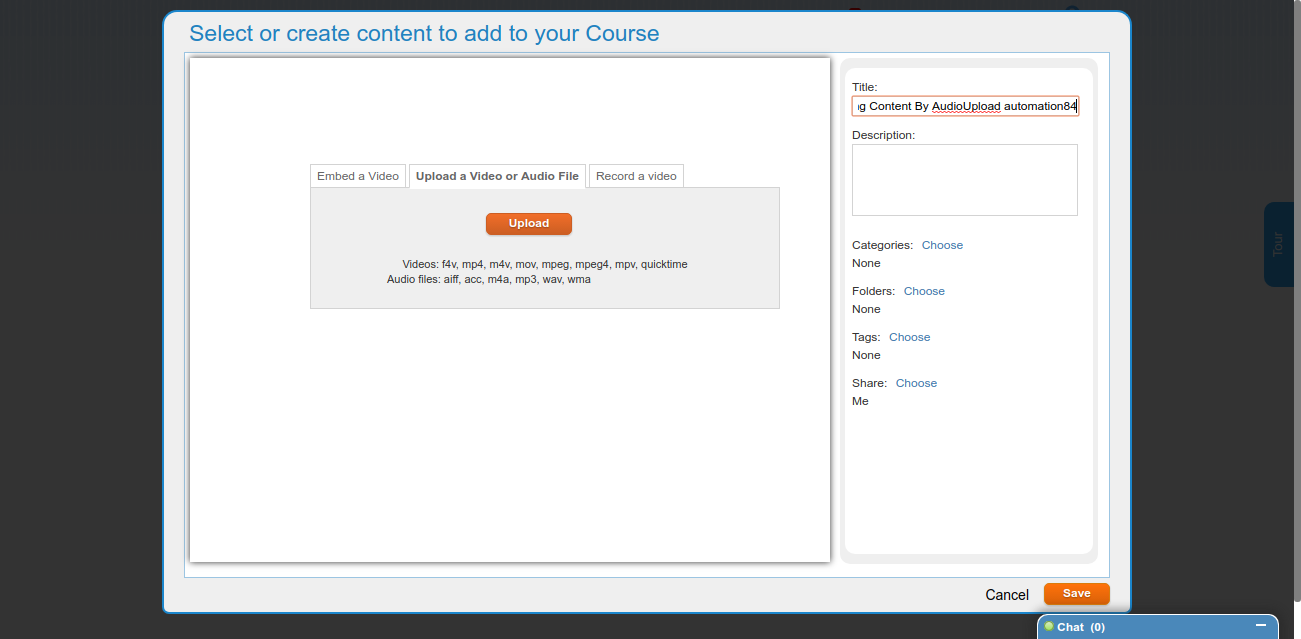 Select or create content to add to your Course
Embed a Video
Upload a Video or Audio File
Record a video
Upload
Videos: f4v, mp4, m4v, mov, mpeg, mpeg4, mpv, quicktime
Audio files: aiff, acc, m4a, mp3, wav, wma
Title:
g Content By AudioUpload automation84
Description:
Categories: Choose
None
Folders: Choose
None
Tags: Choose
None
Share: Choose
Me
Tour
Cancel
Save
Chat (0)